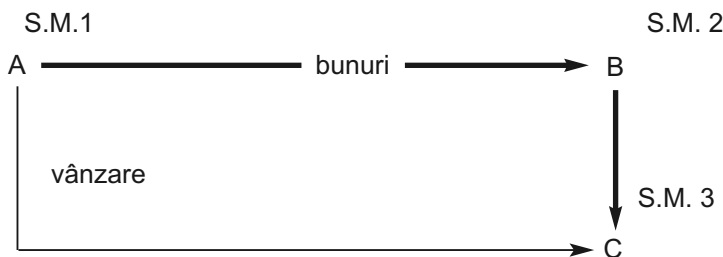 S.M.1
S.M. 2
A
bunuri
B
vânzare
S.M. 3
C